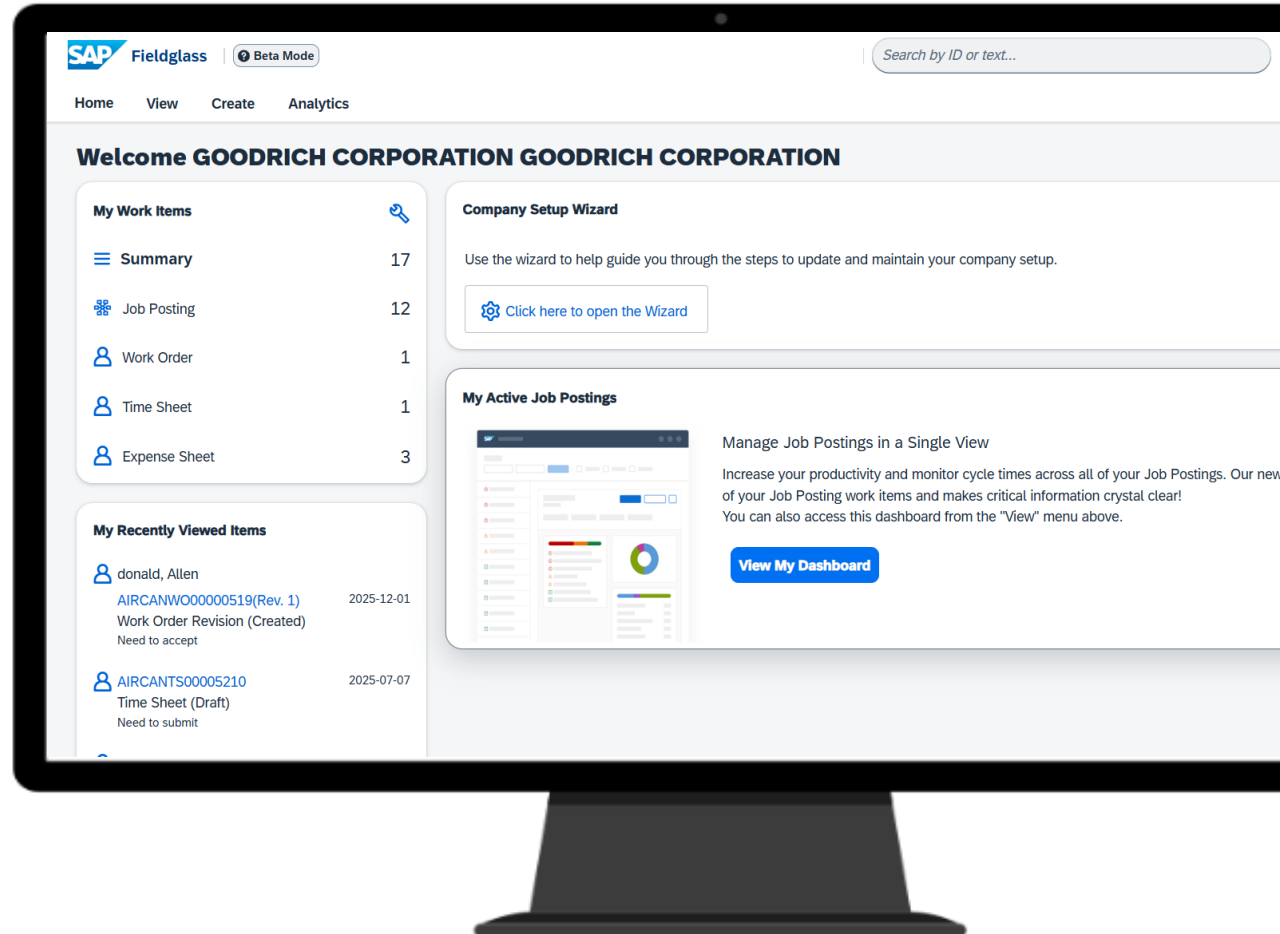 SAP Fieldglass
Beta Mode
Search by ID or text...
Home View Create Analytics
Welcome GOODRICH CORPORATION GOODRICH CORPORATION
My Work Items
Summary 17
Job Posting 12
Work Order 1
Time Sheet 1
Expense Sheet 3
My Recently Viewed Items
donald, Allen
AIRCANWO00000519(Rev. 1) 2025-12-01
Work Order Revision (Created)
Need to accept
AIRCANTS00005210 2025-07-07
Time Sheet (Draft)
Need to submit
Company Setup Wizard
Use the wizard to help guide you through the steps to update and maintain your company setup.
Click here to open the Wizard
My Active Job Postings
SAP
Manage Job Postings in a Single View
Increase your productivity and monitor cycle times across all of your Job Postings. Our new
of your Job Posting work items and makes critical information crystal clear!
You can also access this dashboard from the "View" menu above.
View My Dashboard